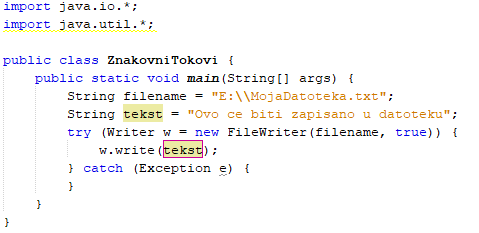 import java.io.*;
import java.util.*;
public class ZnakovniTokovi {
public static void main(String[] args) {
String filename = "E:\\MojaDatoteka.txt";
String tekst = "Ovo ce biti zapisano u datoteku";
try (Writer w = new FileWriter(filename, true)) {
w.write(tekst);
} catch (Exception e) {
}
}
}